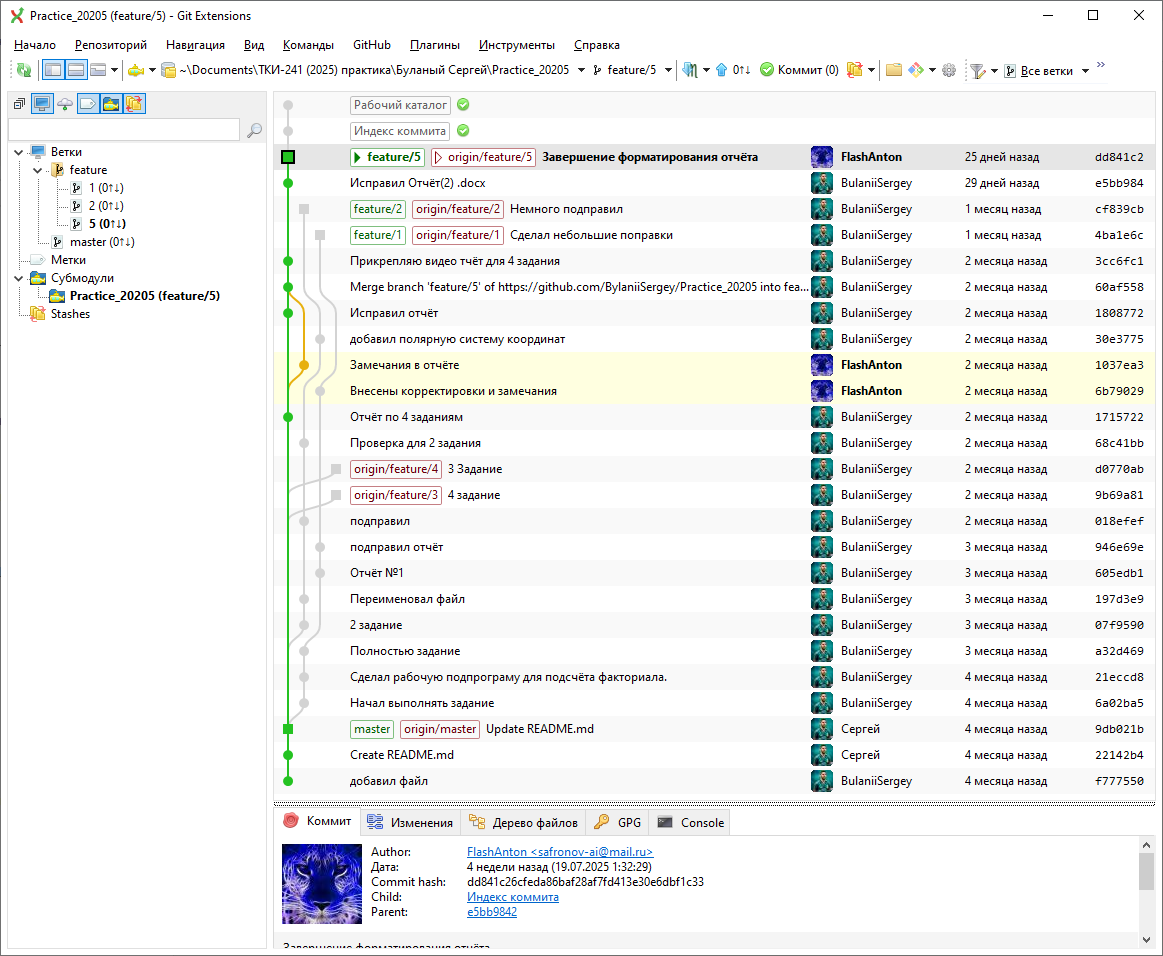 Practice_20205 (feature/5) - Git Extensions
Начало Репозиторий Навигация Вид Команды GitHub Плагины Инструменты Справка
~\Documents\ТКИ-241 (2025) практика\Буланый Сергей\Practice_20205 feature/5 0↑↓ Коммит (0) Все ветки »
Ветки
feature
1 (0↑↓)
2 (0↑↓)
5 (0↑↓)
master (0↑↓)
Метки
Субмодули
Practice_20205 (feature/5)
Stashes
Рабочий каталог
Индекс коммита
feature/5 origin/feature/5 Завершение форматирования отчёта FlashAnton 25 дней назад dd841c2
Исправил Отчёт(2) .docx BulaniiSergey 29 дней назад e5bb984
feature/2 origin/feature/2 Немного подправил BulaniiSergey 1 месяц назад cf839cb
feature/1 origin/feature/1 Сделал небольшие поправки BulaniiSergey 1 месяц назад 4ba1e6c
Прикрепляю видео тчёт для 4 задания BulaniiSergey 2 месяца назад 3cc6fc1
Merge branch 'feature/5' of https://github.com/BylaniiSergey/Practice_20205 into fea... BulaniiSergey 2 месяца назад 60af558
Исправил отчёт BulaniiSergey 2 месяца назад 1808772
добавил полярную систему координат BulaniiSergey 2 месяца назад 30e3775
Замечания в отчёте FlashAnton 2 месяца назад 1037ea3
Внесены корректировки и замечания FlashAnton 2 месяца назад 6b79029
Отчёт по 4 заданиям BulaniiSergey 2 месяца назад 1715722
Проверка для 2 задания BulaniiSergey 2 месяца назад 68c41bb
origin/feature/4 3 Задание BulaniiSergey 2 месяца назад d0770ab
origin/feature/3 4 задание BulaniiSergey 2 месяца назад 9b69a81
подправил BulaniiSergey 2 месяца назад 018efef
подправил отчёт BulaniiSergey 3 месяца назад 946e69e
Отчёт №1 BulaniiSergey 3 месяца назад 605edb1
Переименовал файл BulaniiSergey 3 месяца назад 197d3e9
2 задание BulaniiSergey 3 месяца назад 07f9590
Полностью задание BulaniiSergey 3 месяца назад a32d469
Сделал рабочую подпрограму для подсчёта факториала. BulaniiSergey 4 месяца назад 21eccd8
Начал выполнять задание BulaniiSergey 4 месяца назад 6a02ba5
master origin/master Update README.md Сергей 4 месяца назад 9db021b
Create README.md Сергей 4 месяца назад 22142b4
добавил файл BulaniiSergey 4 месяца назад f777550
Коммит Изменения Дерево файлов GPG Console
Author: FlashAnton <safronov-ai@mail.ru>
Дата: 4 недели назад (19.07.2025 1:32:29)
Commit hash: dd841c26cfeda86baf28af7fd413e30e6dbf1c33
Child: Индекс коммита
Parent: e5bb9842
Завершение форматирования отчёта